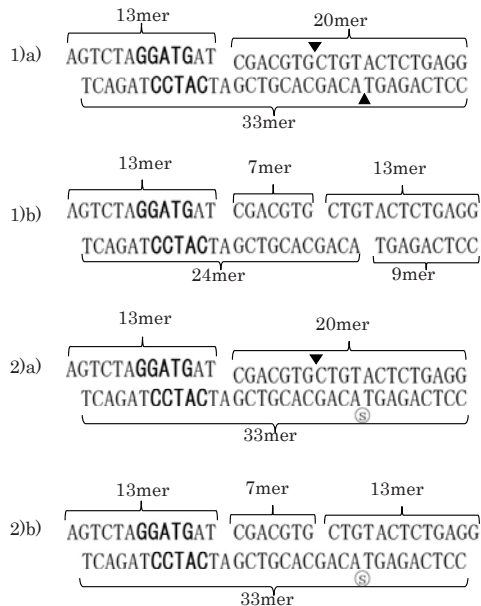 13mer 20mer
1)a) AGTCTAGGATGAT CGACGTGCTGTACTCTGAGG
TCAGATCCTACTAGCTGCACGACATGAGACTCC
33mer
13mer 7mer 13mer
1)b) AGTCTAGGATGAT CGACGTG CTGTACTCTGAGG
TCAGATCCTACTAGCTGCACGACA TGAGACTCC
24mer 9mer
13mer 20mer
2)a) AGTCTAGGATGAT CGACGTGCTGTACTCTGAGG
TCAGATCCTACTAGCTGCACGACATGAGACTCC
S
33mer
13mer 7mer 13mer
2)b) AGTCTAGGATGAT CGACGTG CTGTACTCTGAGG
TCAGATCCTACTAGCTGCACGACATGAGACTCC
S
33mer